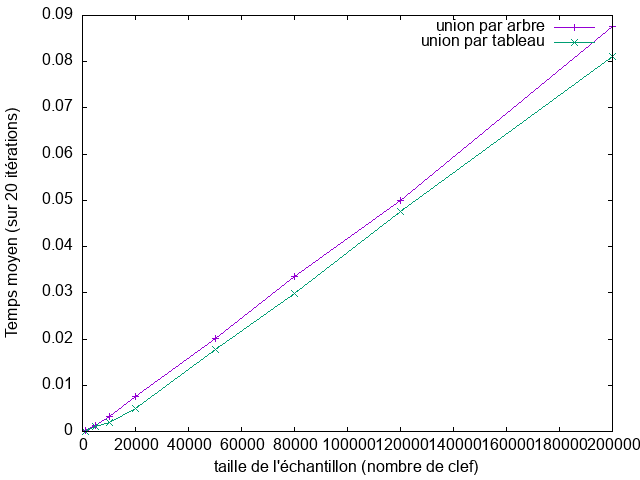 0.09
union par arbre
union par tableau
0.08
0.07
0.06
0.05
0.04
0.03
0.02
0.01
0
Temps moyen (sur 20 itérations)
0 20000 40000 60000 80000 100000 120000 140000 160000 180000 200000
taille de l'échantillon (nombre de clef)